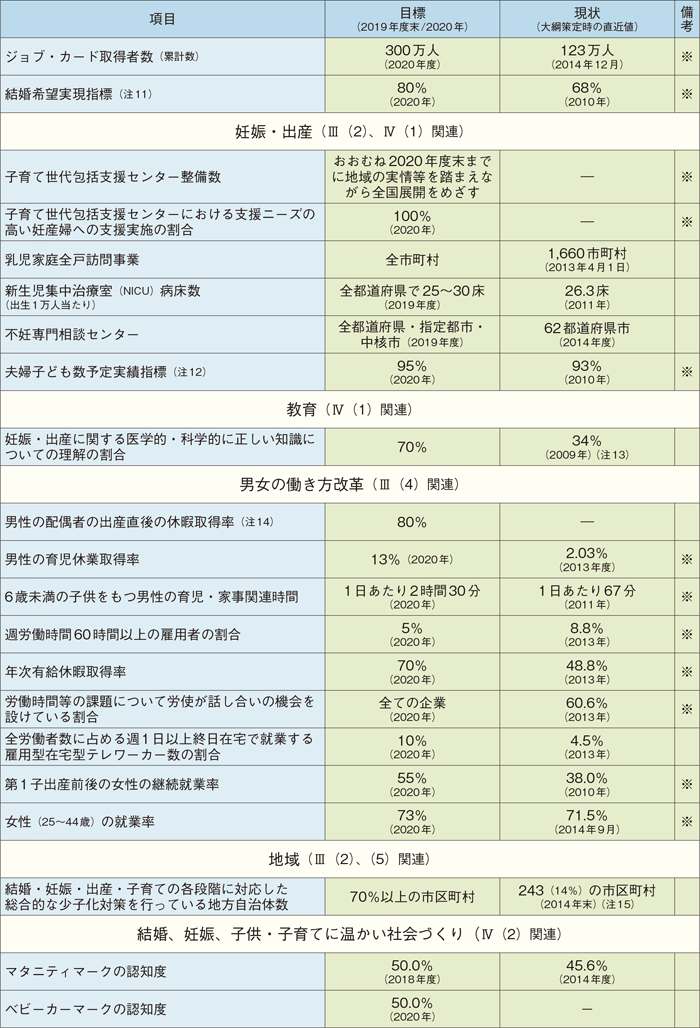 項目 目標 現状 備考
(2019年度末/2020年) (大綱策定時の直近値)
ジョブ・カード取得者数(累計数) 300万人 123万人 ※
(2020年度) (2014年12月)
結婚希望実現指標(注11) 80% 68% ※
(2020年) (2010年)
妊娠・出産(Ⅲ(2)、Ⅳ(1)関連)
子育て世代包括支援センター整備数 おおむね2020年度末まで — ※
に地域の実情等を踏まえな
がら全国展開をめざす
子育て世代包括支援センターにおける支援ニーズの 100% — ※
高い妊産婦への支援実施の割合 (2020年)
乳児家庭全戸訪問事業 全市町村 1,660市町村
(2013年4月1日)
新生児集中治療室(NICU)病床数 全都道府県で25~30床 26.3床
(出生1万人当たり) (2019年度) (2011年)
不妊専門相談センター 全都道府県・指定都市・ 62都道府県市
中核市(2019年度) (2014年度)
夫婦子ども数予定実績指標(注12) 95% 93% ※
(2020年) (2010年)
教育(Ⅳ(1)関連)
妊娠・出産に関する医学的・科学的に正しい知識に 70% 34%
ついての理解の割合 (2009年)(注13)
男女の働き方改革(Ⅲ(4)関連)
男性の配偶者の出産直後の休暇取得率(注14) 80% —
男性の育児休業取得率 13%(2020年) 2.03% ※
(2013年度)
6歳未満の子供をもつ男性の育児・家事関連時間 1日あたり2時間30分 1日あたり67分 ※
(2020年) (2011年)
週労働時間60時間以上の雇用者の割合 5% 8.8% ※
(2020年) (2013年)
年次有給休暇取得率 70% 48.8% ※
(2020年) (2013年)
労働時間等の課題について労使が話し合いの機会を 全ての企業 60.6% ※
設けている割合 (2020年) (2013年)
全労働者数に占める週1日以上終日在宅で就業する 10% 4.5%
雇用型在宅型テレワーカー数の割合 (2020年) (2013年)
第1子出産前後の女性の継続就業率 55% 38.0% ※
(2020年) (2010年)
女性(25~44歳)の就業率 73% 71.5% ※
(2020年) (2014年9月)
地域(Ⅲ(2)、(5)関連)
結婚・妊娠・出産・子育ての各段階に対応した 70%以上の市区町村 243(14%)の市区町村
総合的な少子化対策を行っている地方自治体数 (2014年末)(注15)
結婚、妊娠、子供・子育てに温かい社会づくり(Ⅳ(2)関連)
マタニティマークの認知度 50.0% 45.6%
(2018年度) (2014年度)
ベビーカーマークの認知度 50.0% —
(2020年)